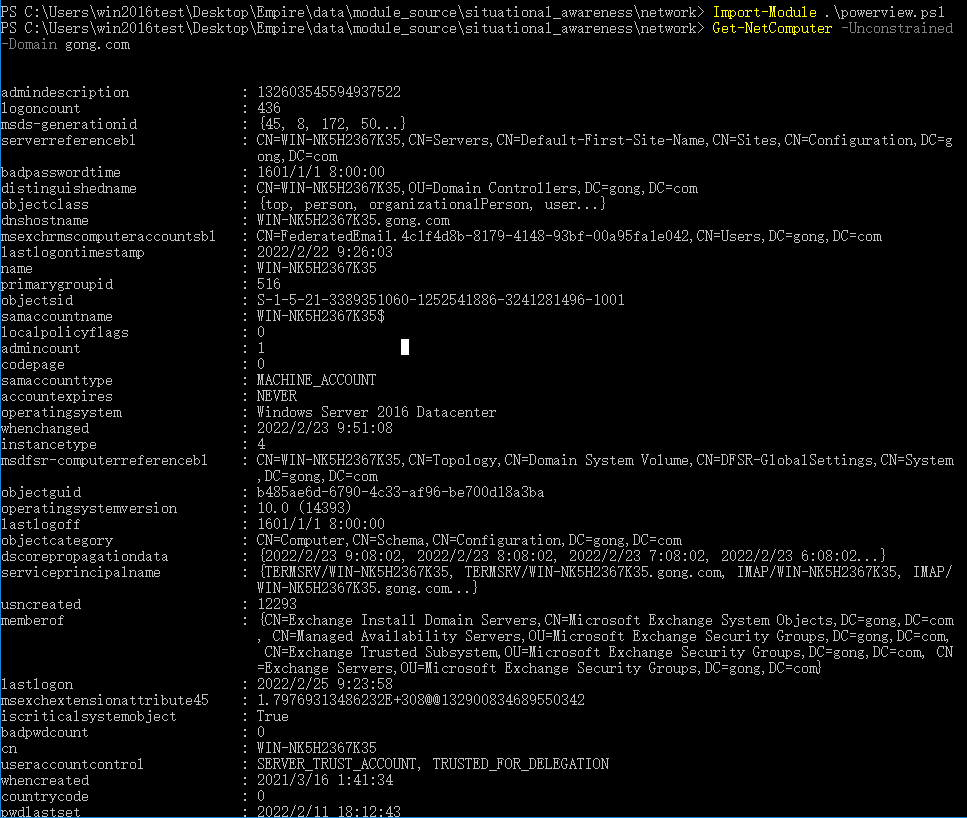 PS C:\Users\win2016test\Desktop\Empire\data\module_source\situational_awareness\network> Import-Module .\powerview.ps1
PS C:\Users\win2016test\Desktop\Empire\data\module_source\situational_awareness\network> Get-NetComputer -Unconstrained
-Domain gong.com
admindescription : 132603545594937522
logoncount : 436
msds-generationid : {45, 8, 172, 50...}
serverreferencebl : CN=WIN-NK5H2367K35,CN=Servers,CN=Default-First-Site-Name,CN=Sites,CN=Configuration,DC=g
ong,DC=com
badpasswordtime : 1601/1/1 8:00:00
distinguishedname : CN=WIN-NK5H2367K35,OU=Domain Controllers,DC=gong,DC=com
objectclass : {top, person, organizationalPerson, user...}
dnshostname : WIN-NK5H2367K35.gong.com
msexchrmscomputeraccountsbl : CN=FederatedEmail.4c1f4d8b-8179-4148-93bf-00a95fa1e042,CN=Users,DC=gong,DC=com
lastlogontimestamp : 2022/2/22 9:26:03
name : WIN-NK5H2367K35
primarygroupid : 516
objectsid : S-1-5-21-3389351060-1252541886-3241281496-1001
samaccountname : WIN-NK5H2367K35$
localpolicyflags : 0
admincount : 1
codepage : 0
samaccounttype : MACHINE_ACCOUNT
accountexpires : NEVER
operatingsystem : Windows Server 2016 Datacenter
whenchanged : 2022/2/23 9:51:08
instancetype : 4
msdfsr-computerreferencebl : CN=WIN-NK5H2367K35,CN=Topology,CN=Domain System Volume,CN=DFSR-GlobalSettings,CN=System
,DC=gong,DC=com
objectguid : b485ae6d-6790-4c33-af96-be700d18a3ba
operatingsystemversion : 10.0 (14393)
lastlogoff : 1601/1/1 8:00:00
objectcategory : CN=Computer,CN=Schema,CN=Configuration,DC=gong,DC=com
dscorepropagationdata : {2022/2/23 9:08:02, 2022/2/23 8:08:02, 2022/2/23 7:08:02, 2022/2/23 6:08:02...}
serviceprincipalname : {TERMSRV/WIN-NK5H2367K35, TERMSRV/WIN-NK5H2367K35.gong.com, IMAP/WIN-NK5H2367K35, IMAP/
WIN-NK5H2367K35.gong.com...}
usncreated : 12293
memberof : {CN=Exchange Install Domain Servers,CN=Microsoft Exchange System Objects,DC=gong,DC=com
, CN=Managed Availability Servers,OU=Microsoft Exchange Security Groups,DC=gong,DC=com,
CN=Exchange Trusted Subsystem,OU=Microsoft Exchange Security Groups,DC=gong,DC=com, CN
=Exchange Servers,OU=Microsoft Exchange Security Groups,DC=gong,DC=com}
lastlogon : 2022/2/25 9:23:58
msexchextensionattribute45 : 1.79769313486232E+308@@132900834689550342
iscriticalsystemobject : True
badpwdcount : 0
cn : WIN-NK5H2367K35
useraccountcontrol : SERVER_TRUST_ACCOUNT, TRUSTED_FOR_DELEGATION
whencreated : 2021/3/16 1:41:34
countrycode : 0
pwdlastset : 2022/2/11 18:12:43